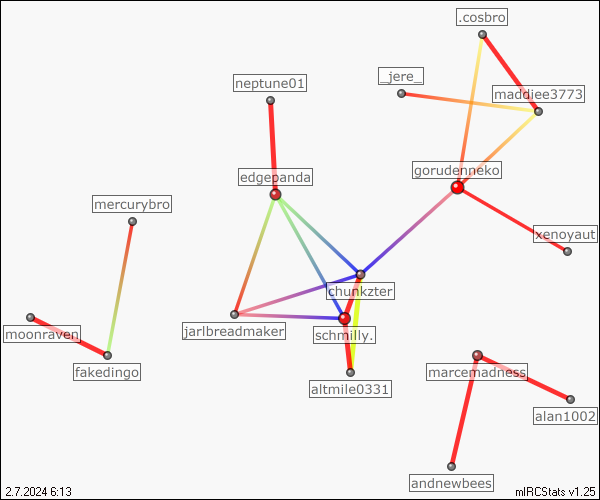 .cosbro
_jere_
neptune01
maddiee3773
gorudenneko
edgepanda
mercurybro
xenoyaut
chunkzter
moonraven
jarlbreadmaker
schmilly.
fakedingo
marcemadness
altmile0331
alan1002
andnewbees
2.7.2024 6:13
mIRCStats v1.25